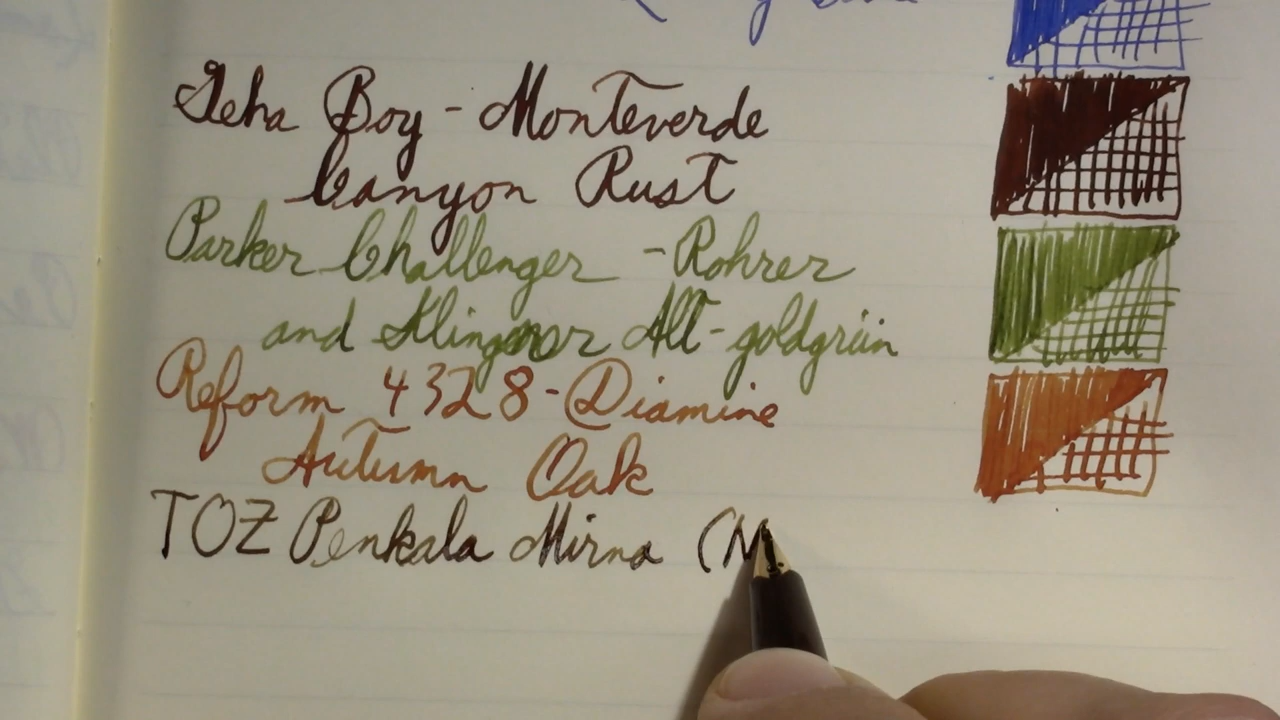 Geha Boy - Monteverde
Canyon Rust
Parker Challenger - Rohrer
and Klingner Alt-goldgrün
Reform 4328 - Diamine
Autumn Oak
TOZ Penkala Mirna (M